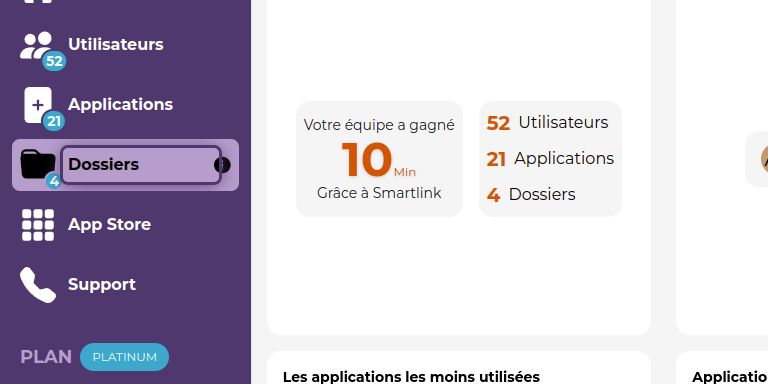 Utilisateurs
52
Applications
21
Dossiers
4
App Store
Support
PLAN PLATINUM
Votre équipe a gagné
10 Min
Grâce à Smartlink
52 Utilisateurs
21 Applications
4 Dossiers
Les applications les moins utilisées
Applicatio